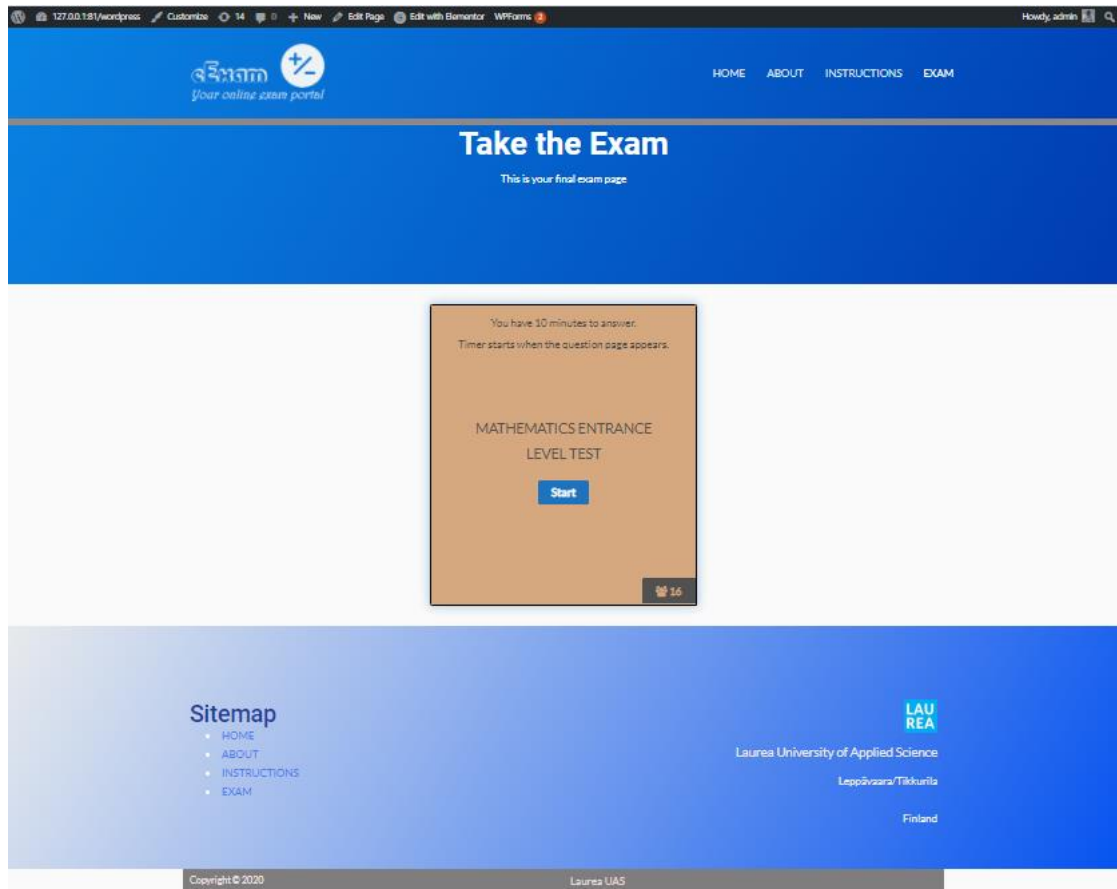 127.0.0.1:81/wordpress Customize 14 0 New Edit Page Edit with Elementor WPForms 2 Howdy, admin
eExam +/-
Your online exam portal
HOME ABOUT INSTRUCTIONS EXAM
Take the Exam
This is your final exam page
You have 10 minutes to answer.
Timer starts when the question page appears.
MATHEMATICS ENTRANCE
LEVEL TEST
Start
16
Sitemap
HOME
ABOUT
INSTRUCTIONS
EXAM
LAU
REA
Laurea University of Applied Science
Leppävaara/Tikkurila
Finland
Copyright © 2020 Laurea UAS